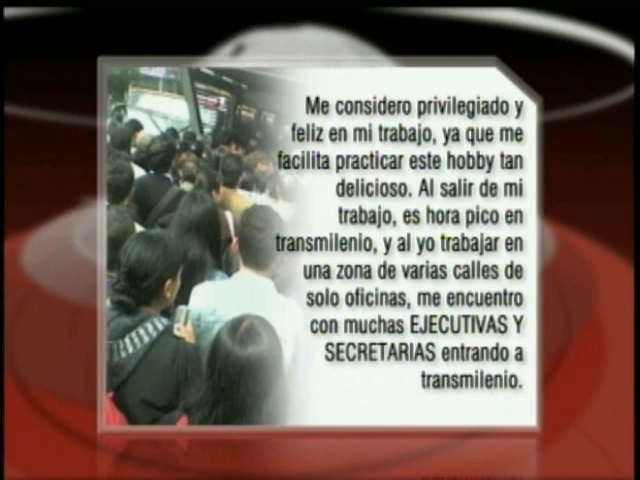 Me considero privilegiado y
feliz en mi trabajo, ya que me
facilita practicar este hobby tan
delicioso. Al salir de mi
trabajo, es hora pico en
transmilenio, y al yo trabajar en
una zona de varias calles de
solo oficinas, me encuentro
con muchas EJECUTIVAS Y
SECRETARIAS entrando a
transmilenio.